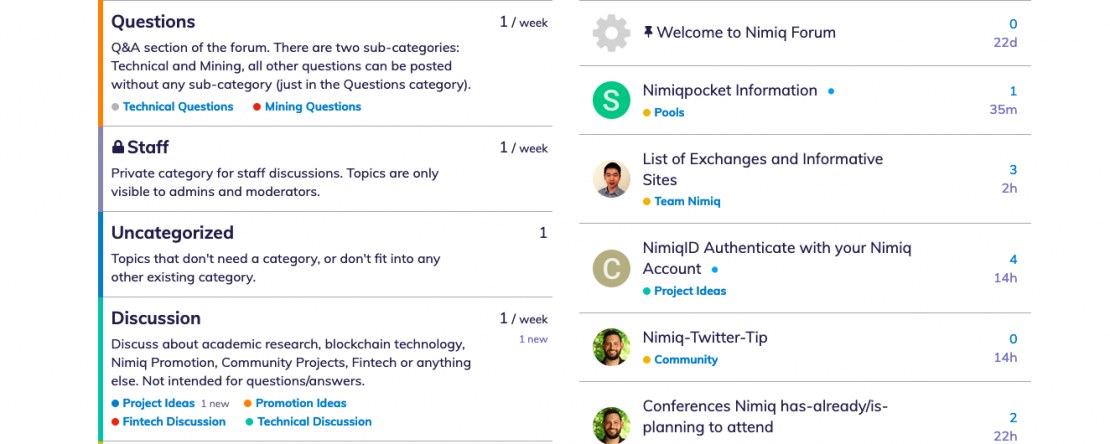 Questions
1 / week
Q&A section of the forum. There are two sub-categories:
Technical and Mining, all other questions can be posted
without any sub-category (just in the Questions category).
Technical Questions Mining Questions
Staff
1 / week
Private category for staff discussions. Topics are only
visible to admins and moderators.
Uncategorized
1
Topics that don't need a category, or don't fit into any
other existing category.
Discussion
1 / week
1 new
Discuss about academic research, blockchain technology,
Nimiq Promotion, Community Projects, Fintech or anything
else. Not intended for questions/answers.
Project Ideas 1 new Promotion Ideas
Fintech Discussion Technical Discussion
Welcome to Nimiq Forum
0
22d
S
Nimiqpocket Information
1
Pools
35m
List of Exchanges and Informative
Sites
3
2h
Team Nimiq
C
NimiqID Authenticate with your Nimiq
Account
4
14h
Project Ideas
Nimiq-Twitter-Tip
0
Community
14h
Conferences Nimiq has-already/is-
planning to attend
2
22h